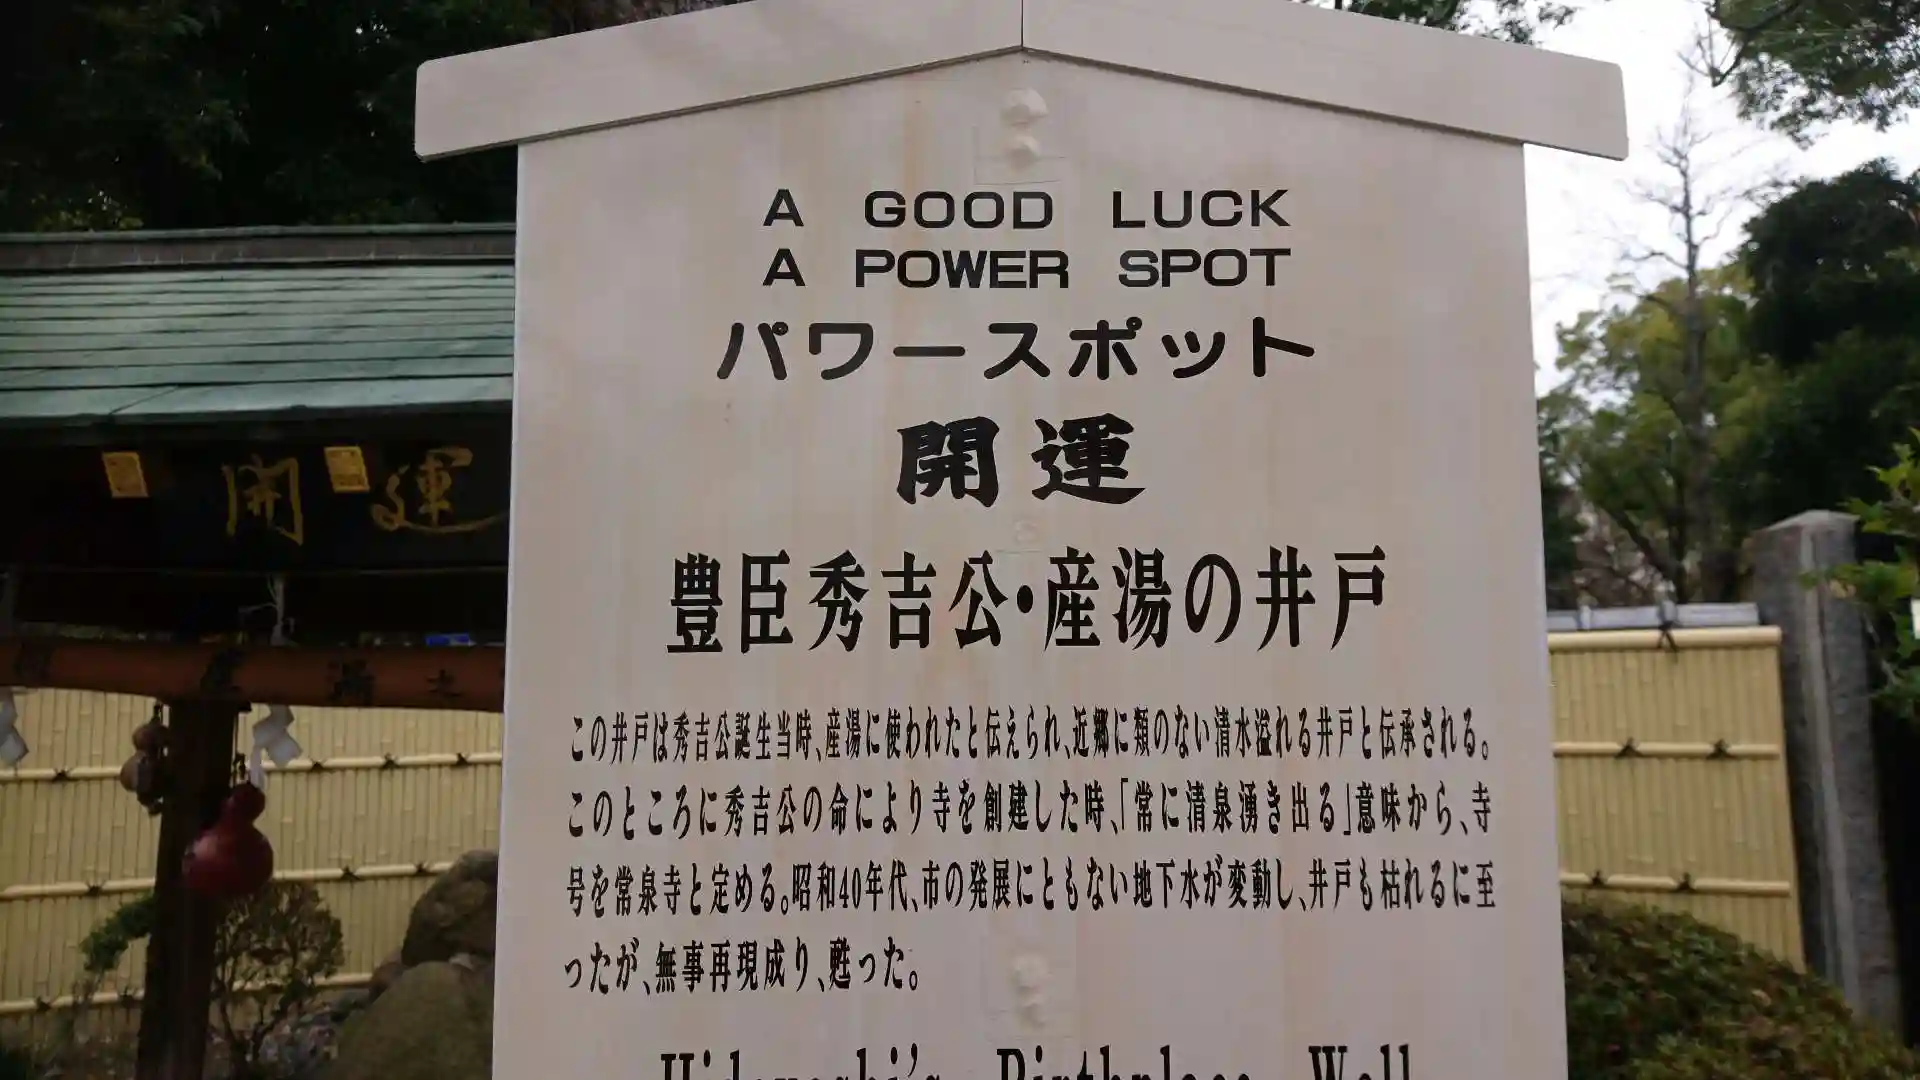 A GOOD LUCK
A POWER SPOT
パワースポット
開運
豊臣秀吉公・産湯の井戸
この井戸は秀吉公誕生当時、産湯に使われたと伝えられ、近郷に類のない清水溢れる井戸と伝承される。
このところに秀吉公の命により寺を創建した時、「常に清泉湧き出る」意味から、寺
号を常泉寺と定める。昭和40年代、市の発展にともない地下水が変動し、井戸も枯れるに至
ったが、無事再現成り、甦った。
Hideyoshi's Birthplace Well
開運